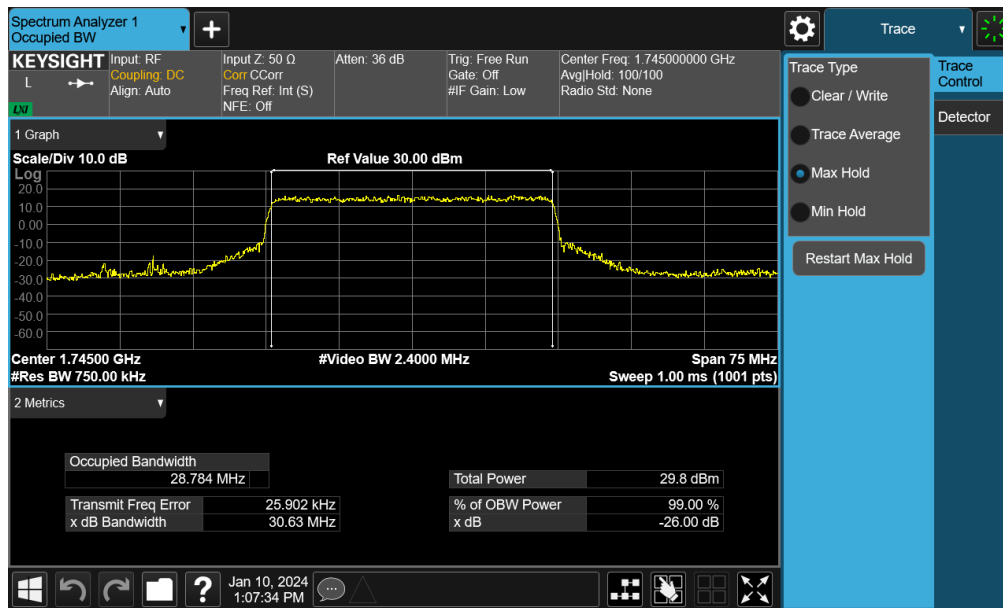 Spectrum Analyzer 1
Occupied BW
Trace
KEYSIGHT
L
LXI
Input: RF
Coupling: DC
Align: Auto
Input Z: 50 Ω
Corr CCorr
Freq Ref: Int (S)
NFE: Off
Atten: 36 dB
Trig: Free Run
Gate: Off
#IF Gain: Low
Center Freq: 1.745000000 GHz
Avg|Hold: 100/100
Radio Std: None
Trace Type
Clear / Write
Trace Average
Max Hold
Min Hold
Restart Max Hold
Trace
Control
Detector
1 Graph
Scale/Div 10.0 dB
Ref Value 30.00 dBm
Log
20.0
10.0
0.00
-10.0
-20.0
-30.0
-40.0
-50.0
-60.0
Center 1.74500 GHz
#Video BW 2.4000 MHz
Span 75 MHz
#Res BW 750.00 kHz
Sweep 1.00 ms (1001 pts)
2 Metrics
Occupied Bandwidth
28.784 MHz
Total Power 29.8 dBm
Transmit Freq Error 25.902 kHz
% of OBW Power 99.00 %
x dB Bandwidth 30.63 MHz
x dB -26.00 dB
?
Jan 10, 2024
1:07:34 PM